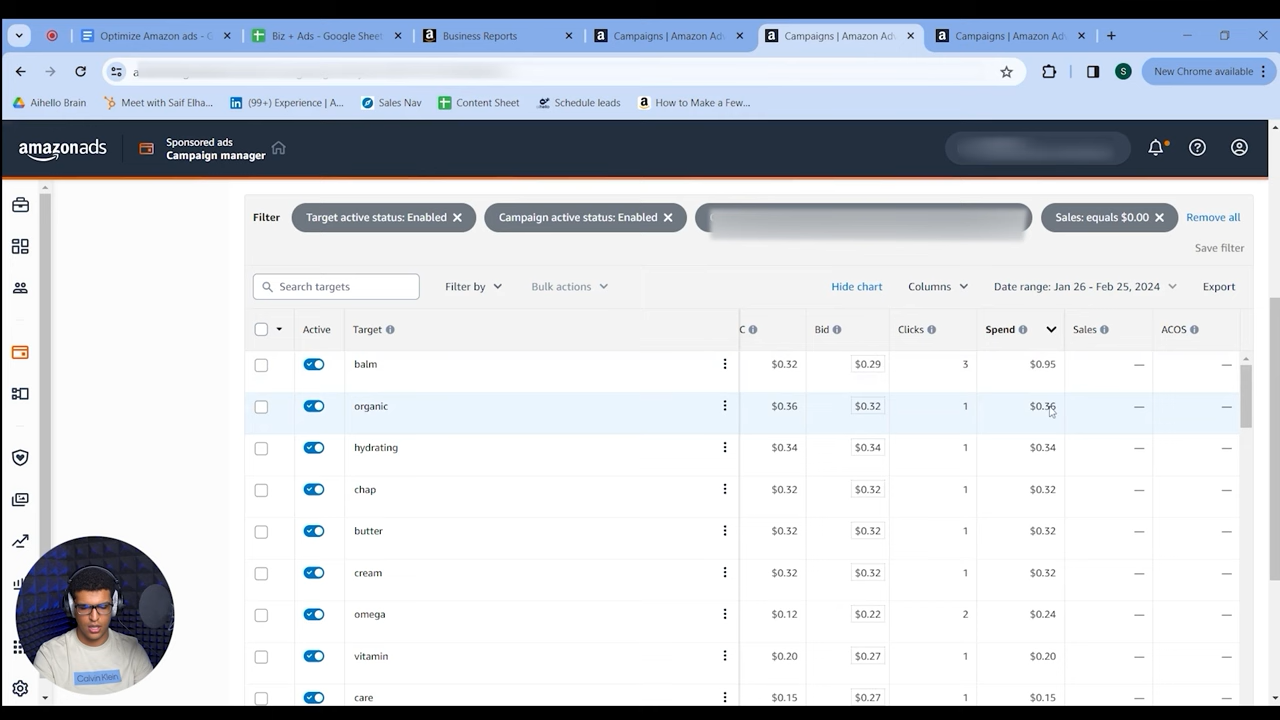 Optimize Amazon ads - G
Biz + Ads - Google Sheet
Business Reports
Campaigns | Amazon Adv
Campaigns | Amazon Adv
Campaigns | Amazon Adv
New Chrome available
Aihello Brain
Meet with Saif Elha...
(99+) Experience | A...
Sales Nav
Content Sheet
Schedule leads
How to Make a Few...
amazonads
Sponsored ads
Campaign manager
Filter
Target active status: Enabled
Campaign active status: Enabled
Sales: equals $0.00
Remove all
Save filter
Search targets
Filter by
Bulk actions
Hide chart
Columns
Date range: Jan 26 - Feb 25, 2024
Export
Active Target C Bid Clicks Spend Sales ACOS
balm $0.32 $0.29 3 $0.95 — —
organic $0.36 $0.32 1 $0.36 — —
hydrating $0.34 $0.34 1 $0.34 — —
chap $0.32 $0.32 1 $0.32 — —
butter $0.32 $0.32 1 $0.32 — —
cream $0.32 $0.32 1 $0.32 — —
omega $0.12 $0.22 2 $0.24 — —
vitamin $0.20 $0.27 1 $0.20 — —
care $0.15 $0.27 1 $0.15 — —
Calvin Klein